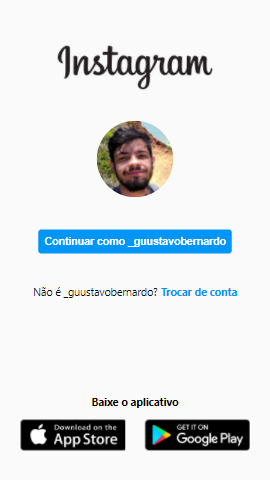 Instagram
Continuar como _guustavobernardo
Não é _guustavobernardo? Trocar de conta
Baixe o aplicativo
Download on the
App Store
GET IT ON
Google Play